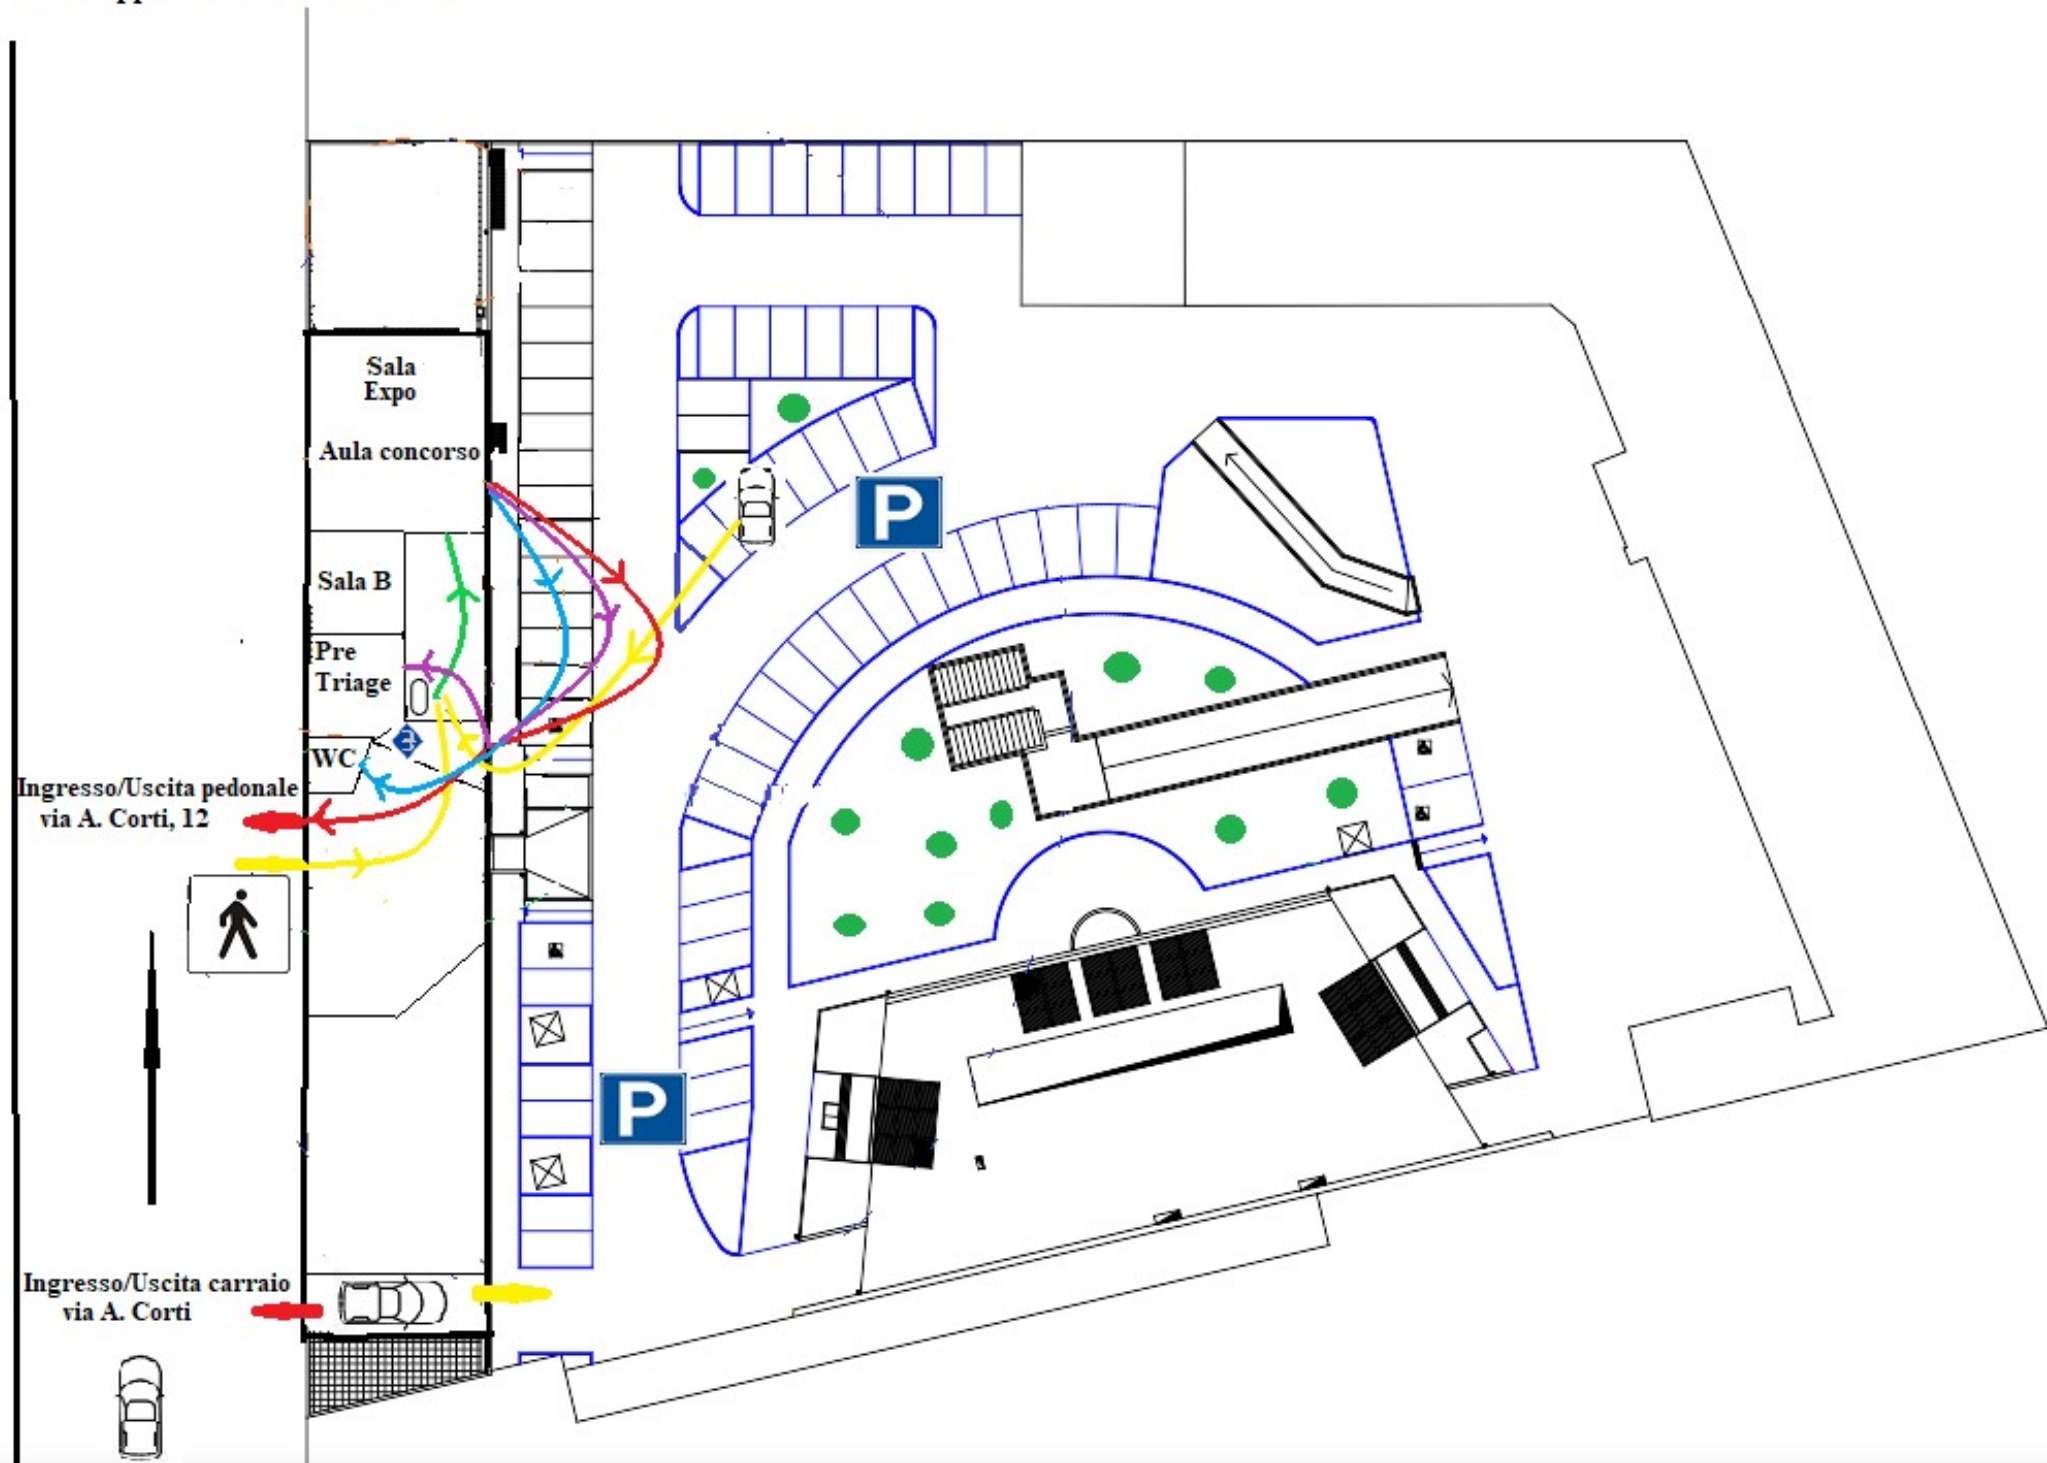 Sala
Expo
Aula concorso
Sala B
Pre
Triage
WC
Ingresso/Uscita pedonale
via A. Corti, 12
P
P
Ingresso/Uscita carraio
via A. Corti